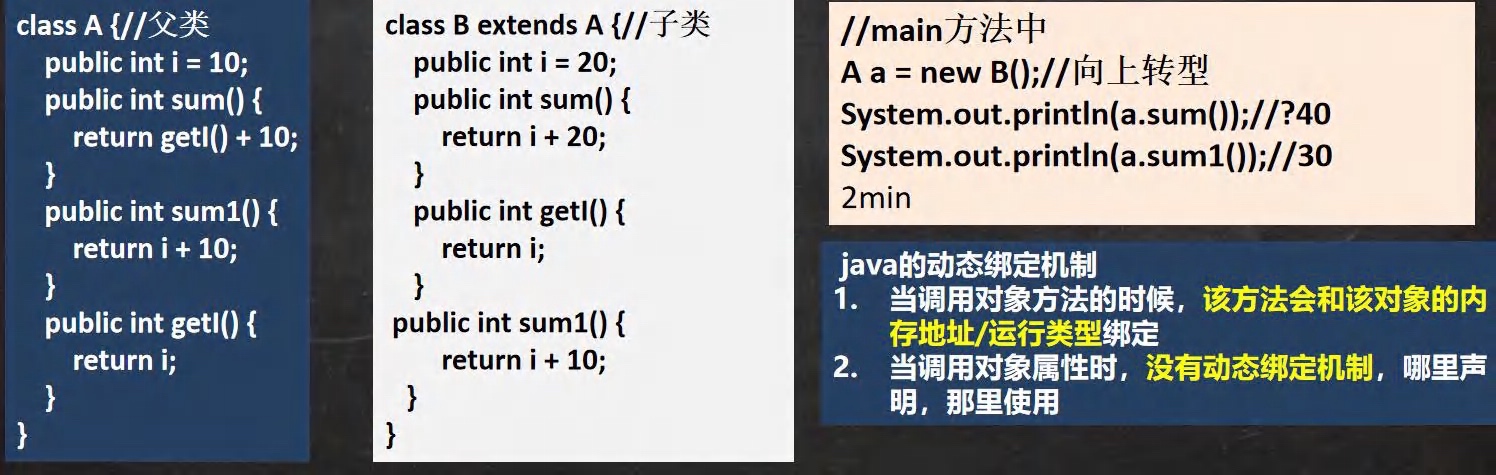 class A {//父类
public int i = 10;
public int sum() {
return getI() + 10;
}
public int sum1() {
return i + 10;
}
public int getI() {
return i;
}
}
class B extends A {//子类
public int i = 20;
public int sum() {
return i + 20;
}
public int getI() {
return i;
}
public int sum1() {
return i + 10;
}
}
//main方法中
A a = new B();//向上转型
System.out.println(a.sum());//?40
System.out.println(a.sum1());//30
2min
java的动态绑定机制
1. 当调用对象方法的时候，该方法会和该对象的内
存地址/运行类型绑定
2. 当调用对象属性时，没有动态绑定机制，哪里声
明，那里使用